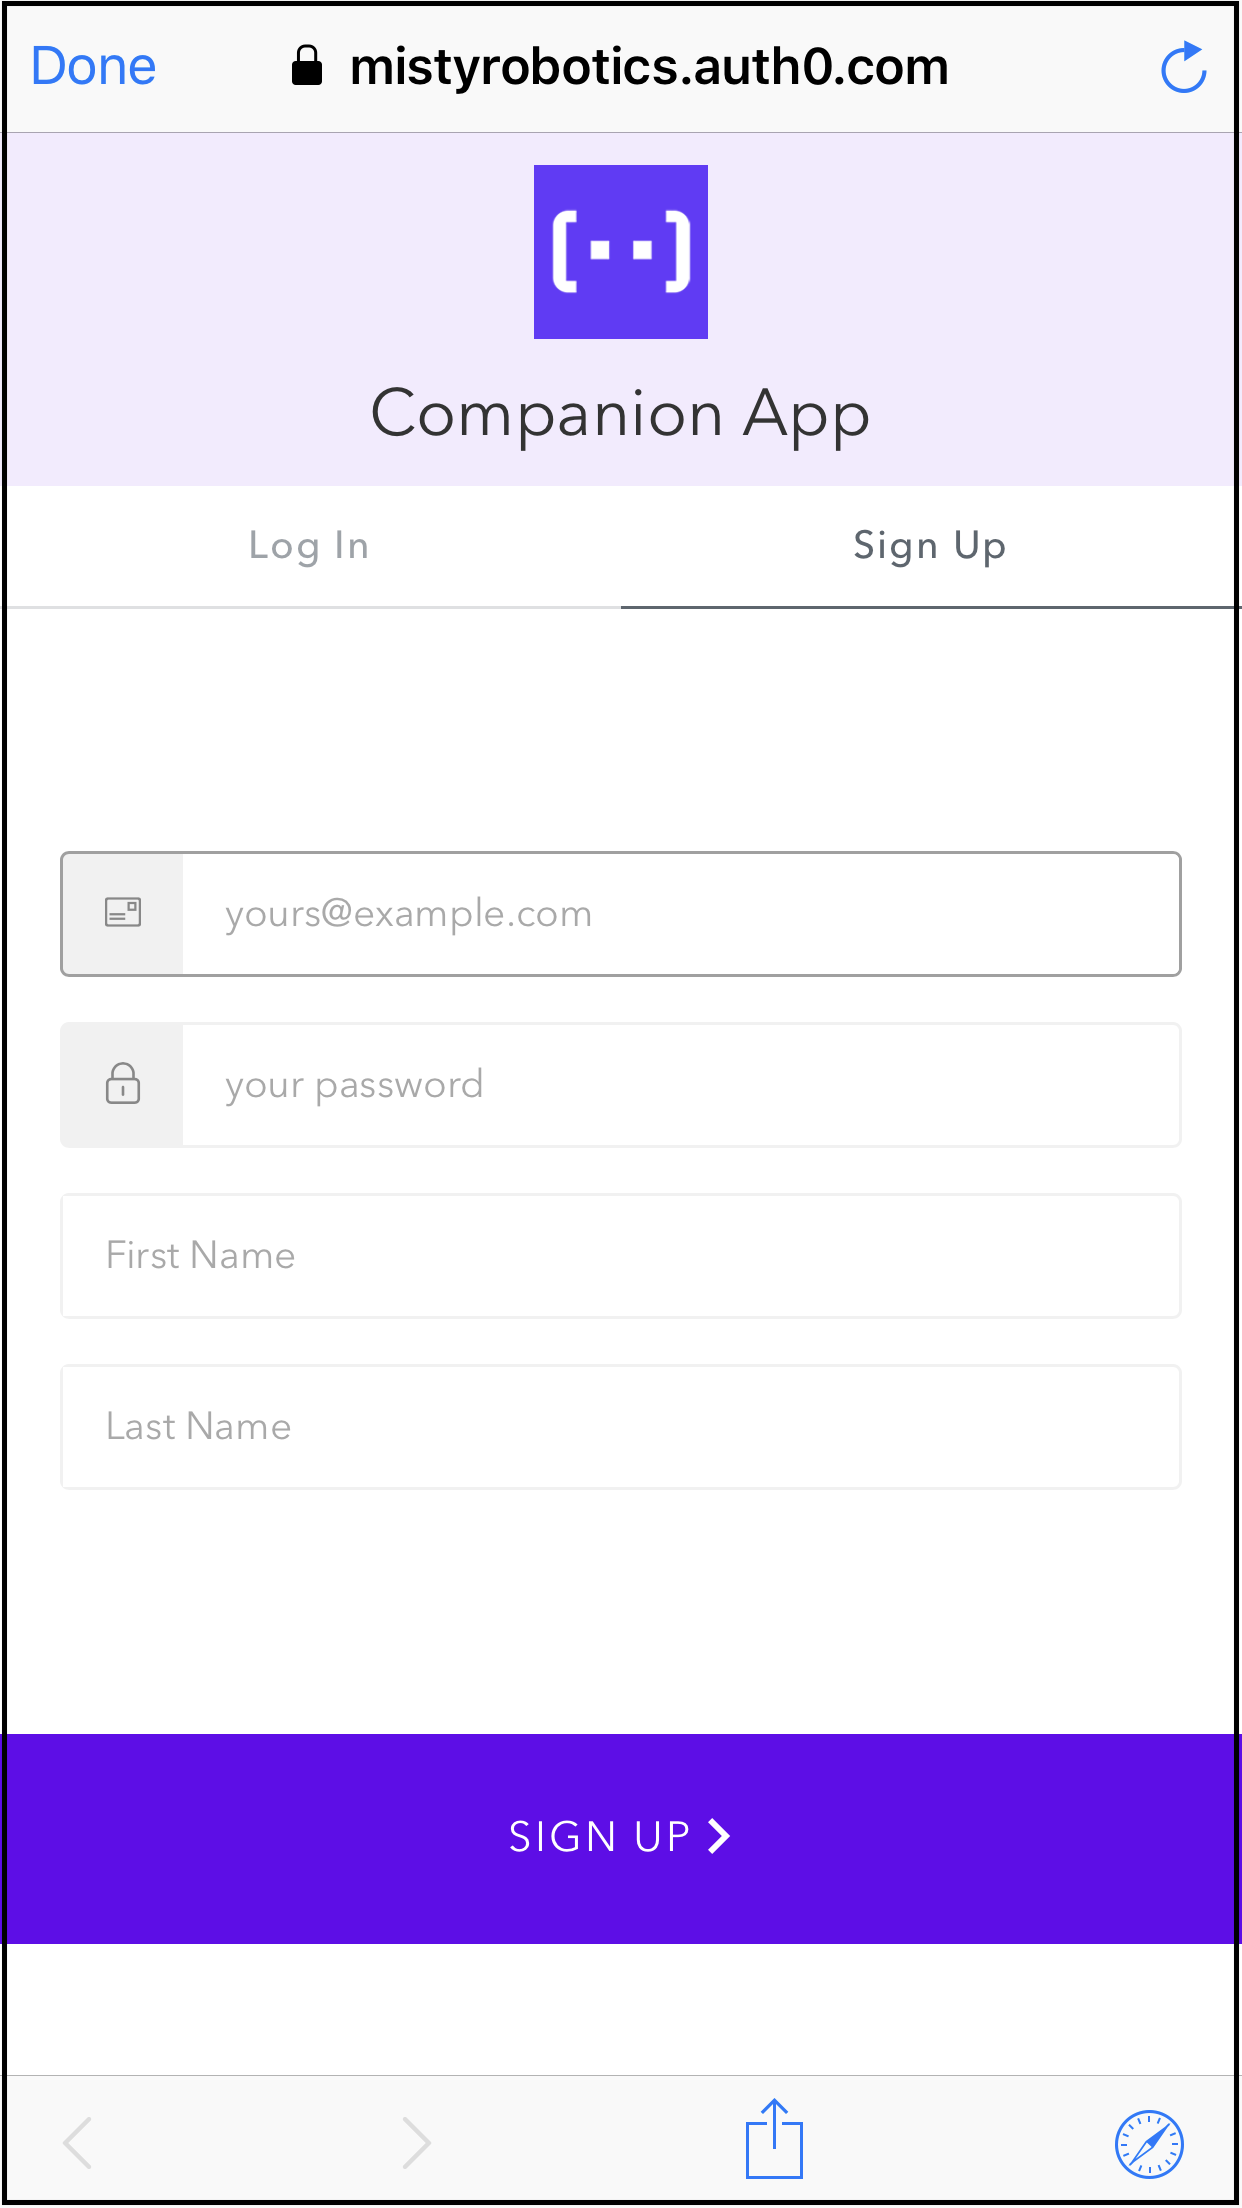 Done
mistyrobotics.auth0.com
Companion App
Log In
Sign Up
yours@example.com
your password
First Name
Last Name
SIGN UP